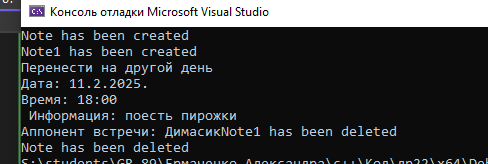 Консоль отладки Microsoft Visual Studio
Note has been created
Note1 has been created
Перенести на другой день
Дата: 11.2.2025.
Время: 18:00
Информация: поесть пирожки
Аппонент встречи: ДимасикNote1 has been deleted
Note has been deleted